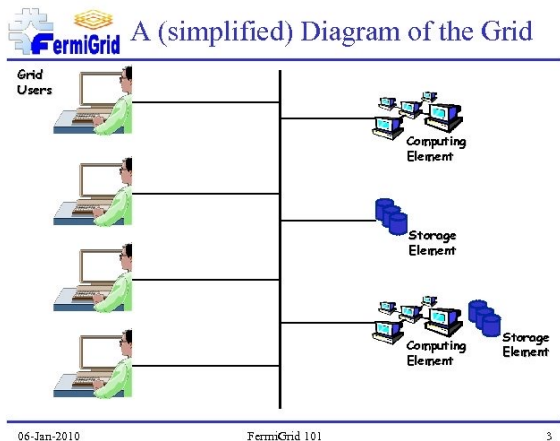 FermiGrid
A (simplified) Diagram of the Grid
Grid
Users
Computing
Element
Storage
Element
Computing
Element
Storage
Element
06-Jan-2010
FermiGrid 101
3